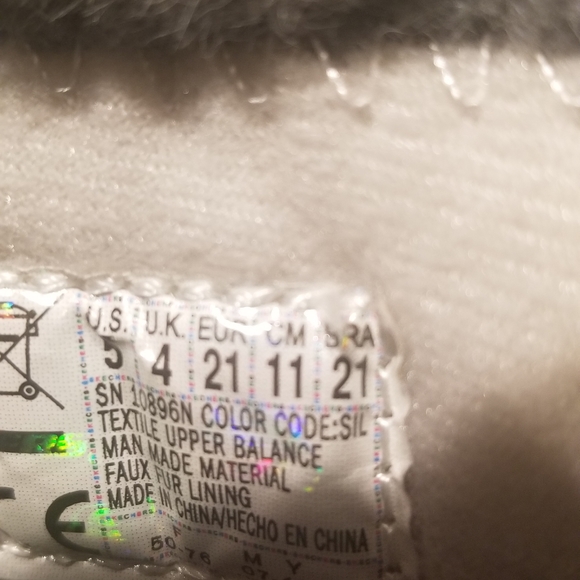 U.S. U.K. EUR CM BRA
5 4 21 11 21
SN 10896N COLOR CODE:SIL
TEXTILE UPPER BALANCE
MAN MADE MATERIAL
FAUX FUR LINING
MADE IN CHINA/HECHO EN CHINA
M Y
CE